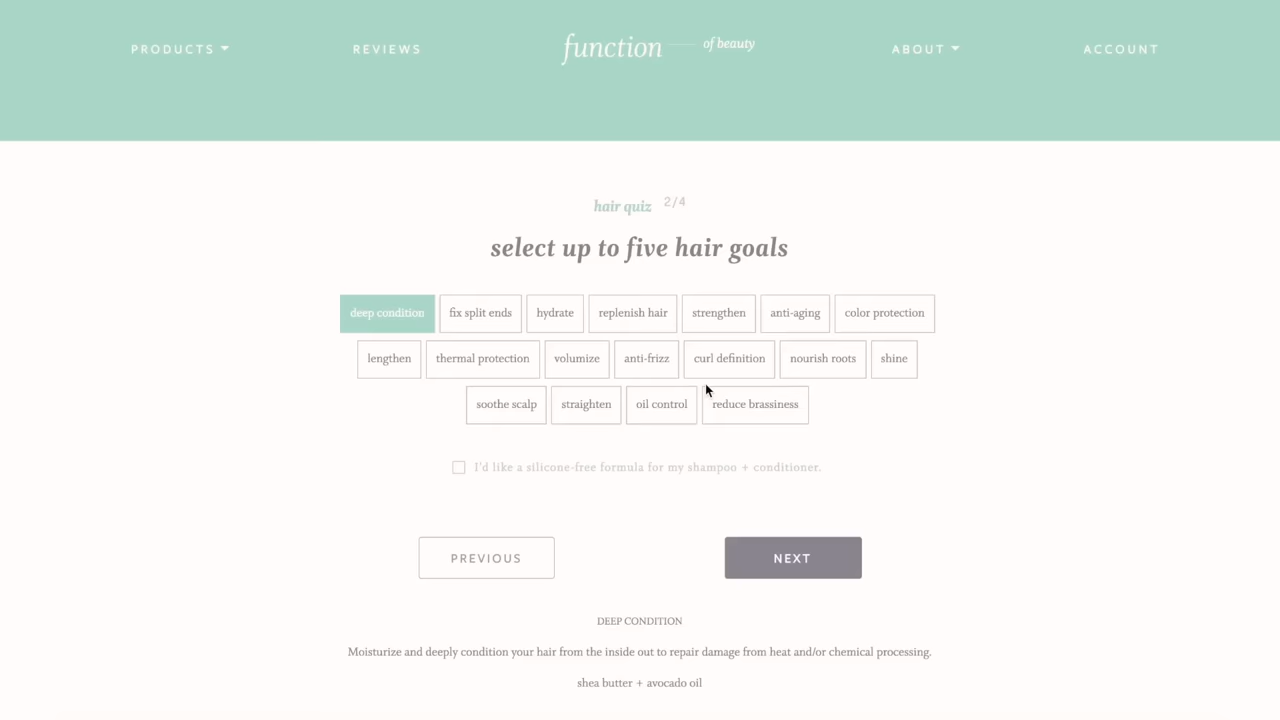 PRODUCTS REVIEWS function of beauty ABOUT ACCOUNT
hair quiz 2/4
select up to five hair goals
deep condition fix split ends hydrate replenish hair strengthen anti-aging color protection
lengthen thermal protection volumize anti-frizz curl definition nourish roots shine
soothe scalp straighten oil control reduce brassiness
I'd like a silicone-free formula for my shampoo + conditioner.
PREVIOUS NEXT
DEEP CONDITION
Moisturize and deeply condition your hair from the inside out to repair damage from heat and/or chemical processing.
shea butter + avocado oil